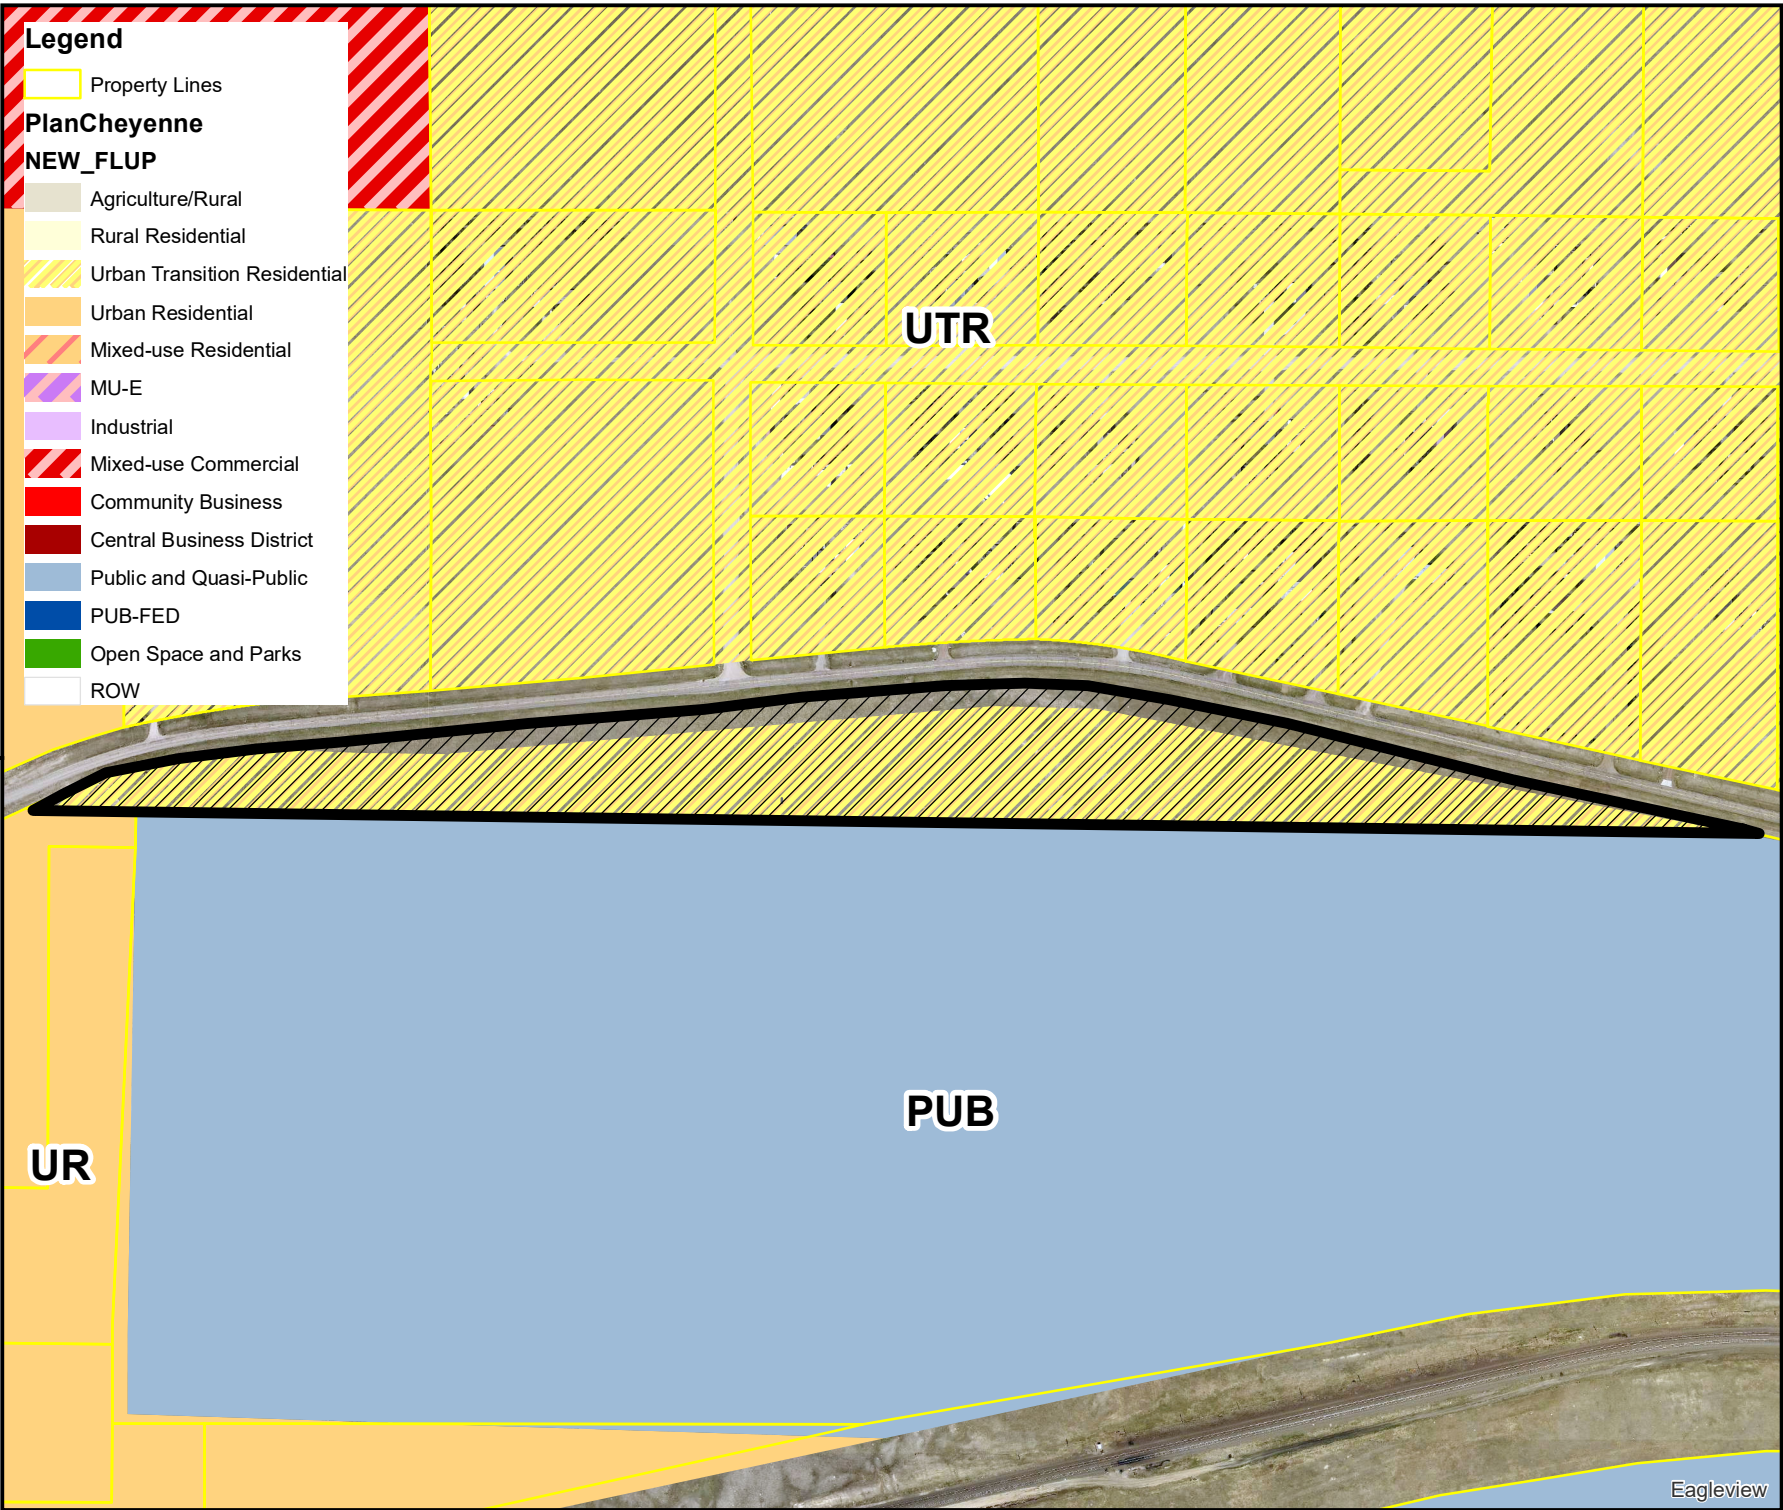 Legend
Property Lines
PlanCheyenne
NEW_FLUP
Agriculture/Rural
Rural Residential
Urban Transition Residential
Urban Residential
Mixed-use Residential
MU-E
Industrial
Mixed-use Commercial
Community Business
Central Business District
Public and Quasi-Public
PUB-FED
Open Space and Parks
ROW
UTR
PUB
UR
Eagleview